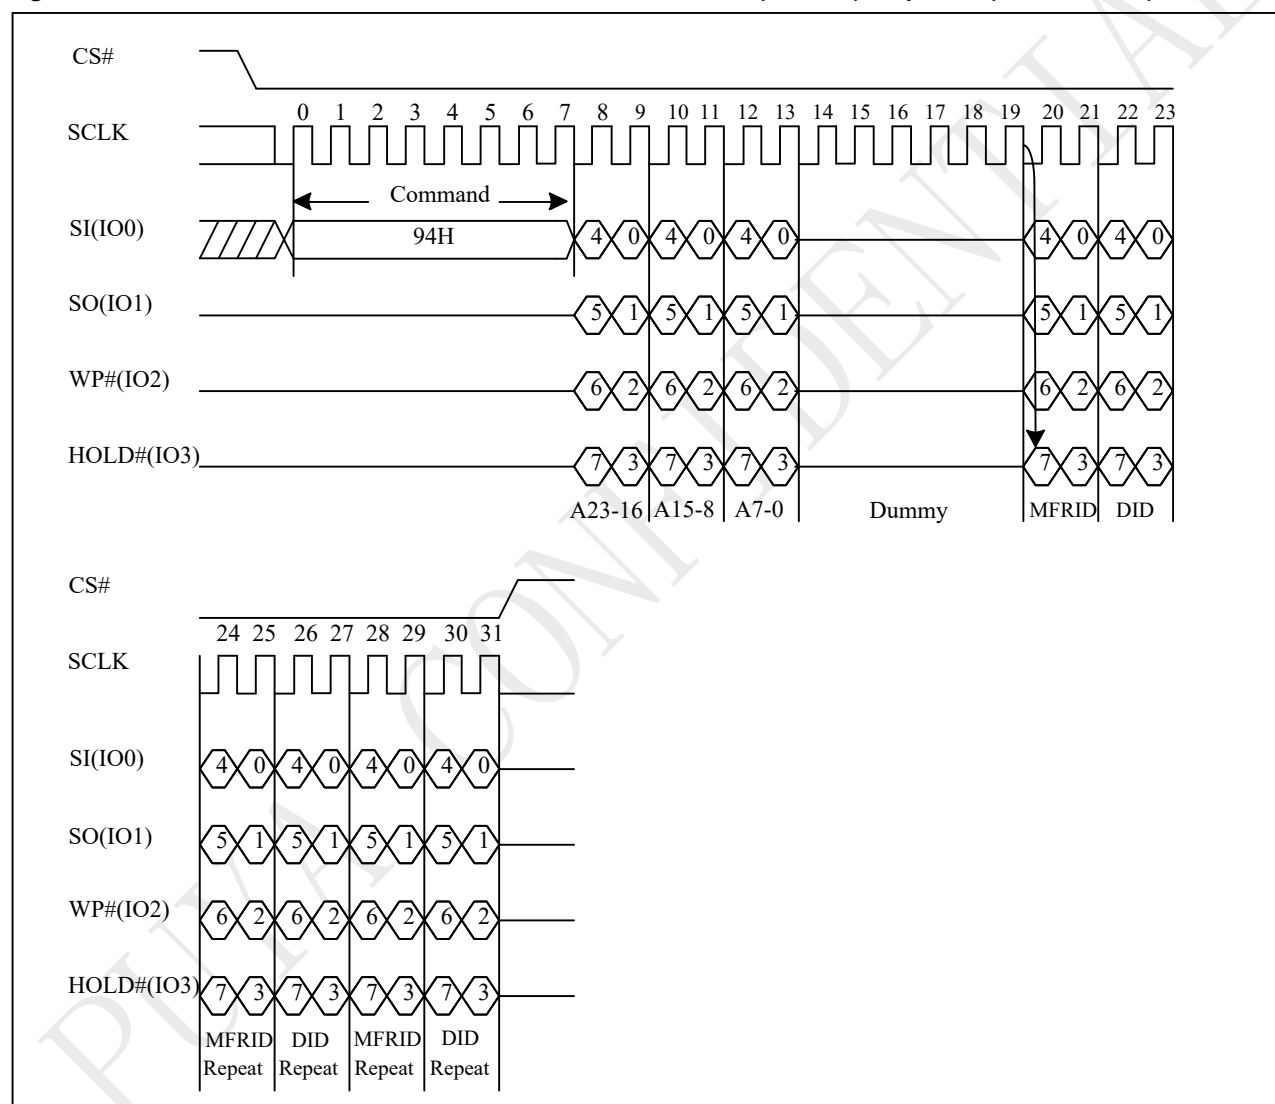 CS#
0 1 2 3 4 5 6 7 8 9 10 11 12 13 14 15 16 17 18 19 20 21 22 23
SCLK
Command
SI(IO0) 94H 4 0 4 0 4 0 4 0 4 0
SO(IO1) 5 1 5 1 5 1 5 1 5 1
WP#(IO2) 6 2 6 2 6 2 6 2 6 2
HOLD#(IO3) 7 3 7 3 7 3 7 3 7 3
A23-16 A15-8 A7-0 Dummy MFRID DID
CS#
24 25 26 27 28 29 30 31
SCLK
SI(IO0) 4 0 4 0 4 0 4 0
SO(IO1) 5 1 5 1 5 1 5 1
WP#(IO2) 6 2 6 2 6 2 6 2
HOLD#(IO3) 7 3 7 3 7 3 7 3
MFRID DID MFRID DID
Repeat Repeat Repeat Repeat
PUYA CONFIDENTIAL